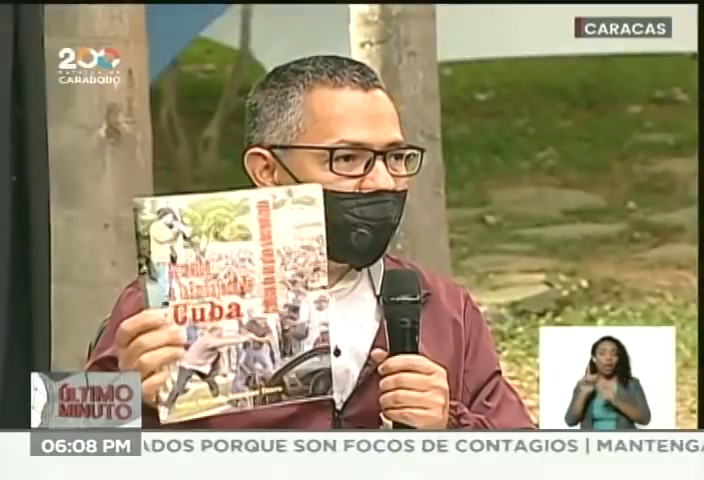 CARACAS
200
CARABOBO
Cuba
ÚLTIMO
MINUTO
06:08 PM
ADOS PORQUE SON FOCOS DE CONTAGIOS | MANTENGA